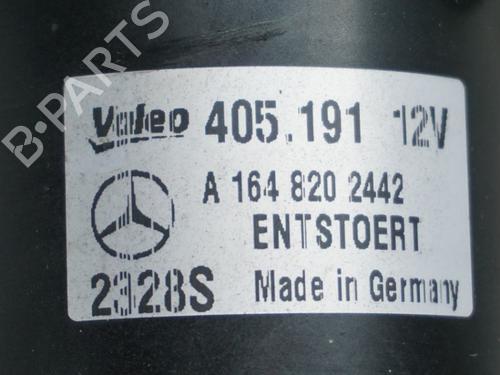 B-PARTS
Valeo 405.191 12V
A 164 820 2442
ENTSTOERT
2328S Made in Germany